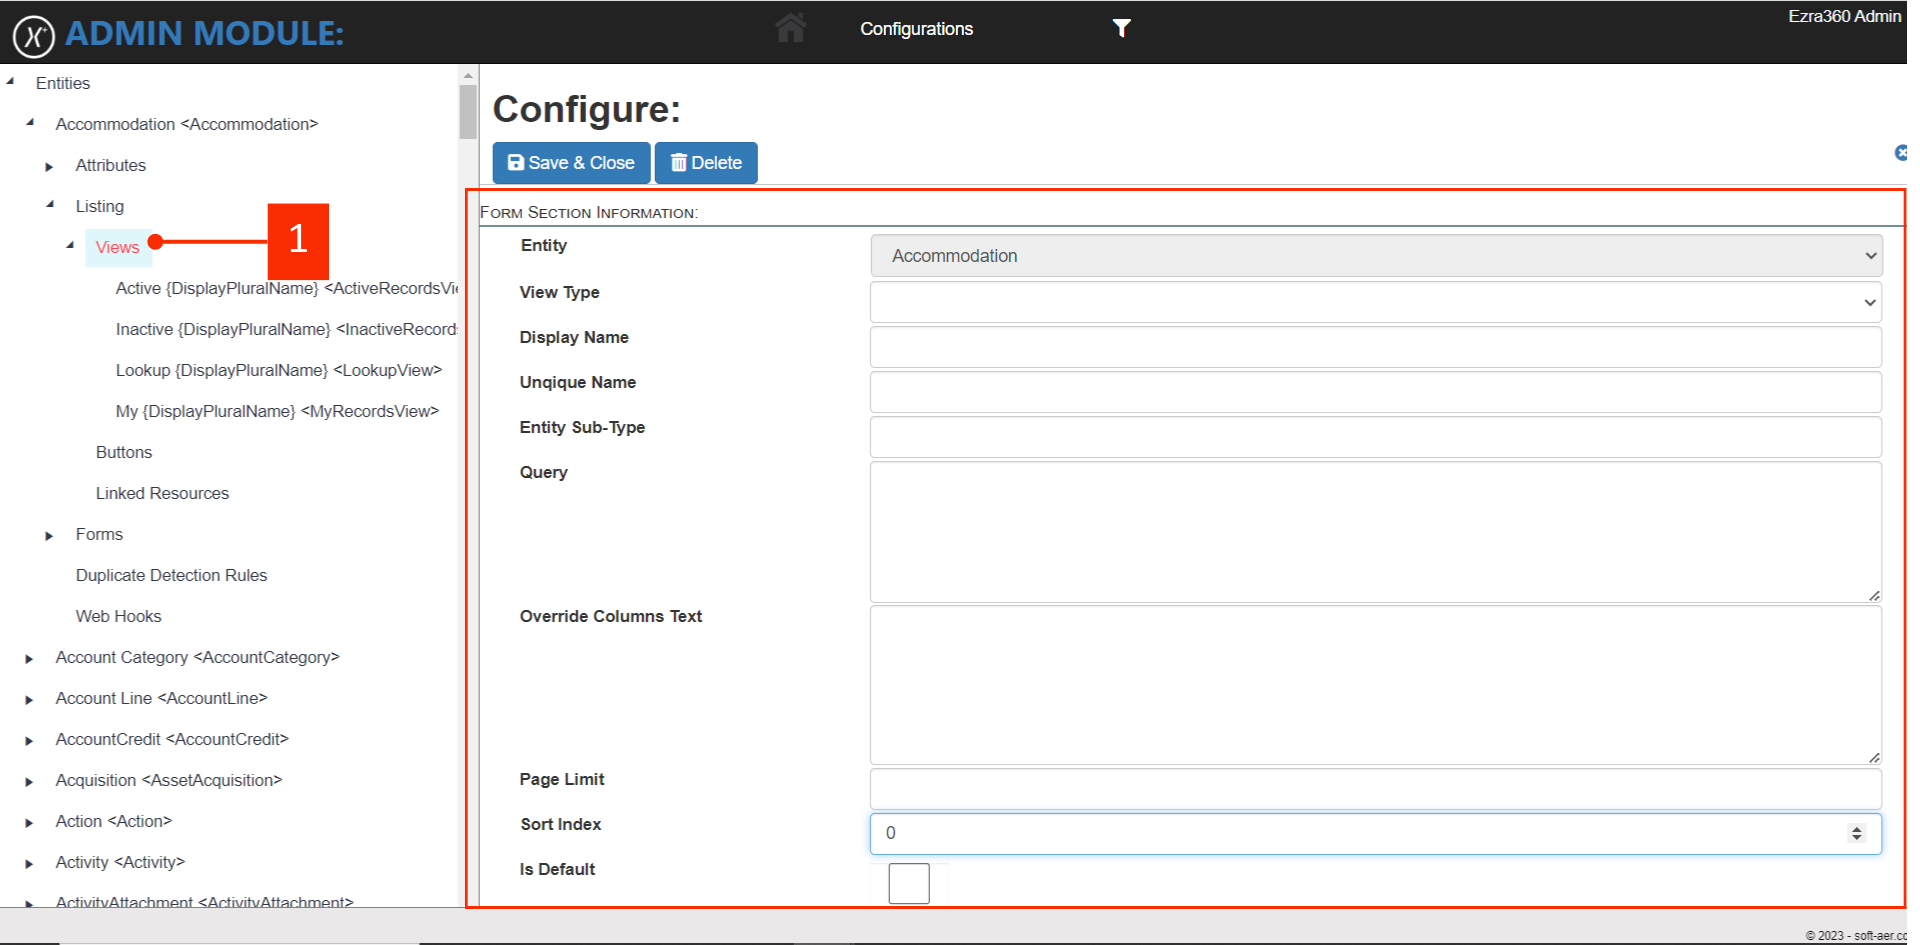 ADMIN MODULE:
Configurations
Ezra360 Admin
Entities
Accommodation <Accommodation>
Attributes
Listing
Views
1
Active {DisplayPluralName} <ActiveRecordsVi
Inactive {DisplayPluralName} <InactiveRecord
Lookup {DisplayPluralName} <LookupView>
My {DisplayPluralName} <MyRecordsView>
Buttons
Linked Resources
Forms
Duplicate Detection Rules
Web Hooks
Account Category <AccountCategory>
Account Line <AccountLine>
AccountCredit <AccountCredit>
Acquisition <AssetAcquisition>
Action <Action>
Activity <Activity>
ActivityAttachment <ActivityAttachment>
Configure:
Save & Close
Delete
FORM SECTION INFORMATION:
Entity
Accommodation
View Type
Display Name
Unqique Name
Entity Sub-Type
Query
Override Columns Text
Page Limit
Sort Index
0
Is Default
© 2023 - soft-aer.co